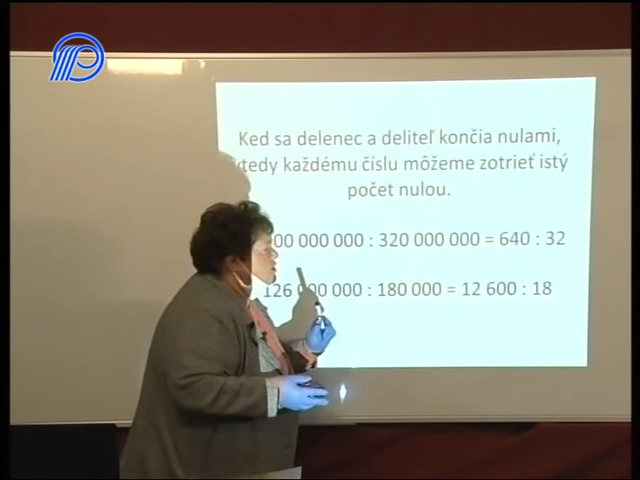 Ked sa delenec a deliteľ končia nulami,
každému číslu môžeme zotrieť istý
počet nulou.
000 000 : 320 000 000 = 640 : 32
126 000 000 : 180 000 = 12 600 : 18